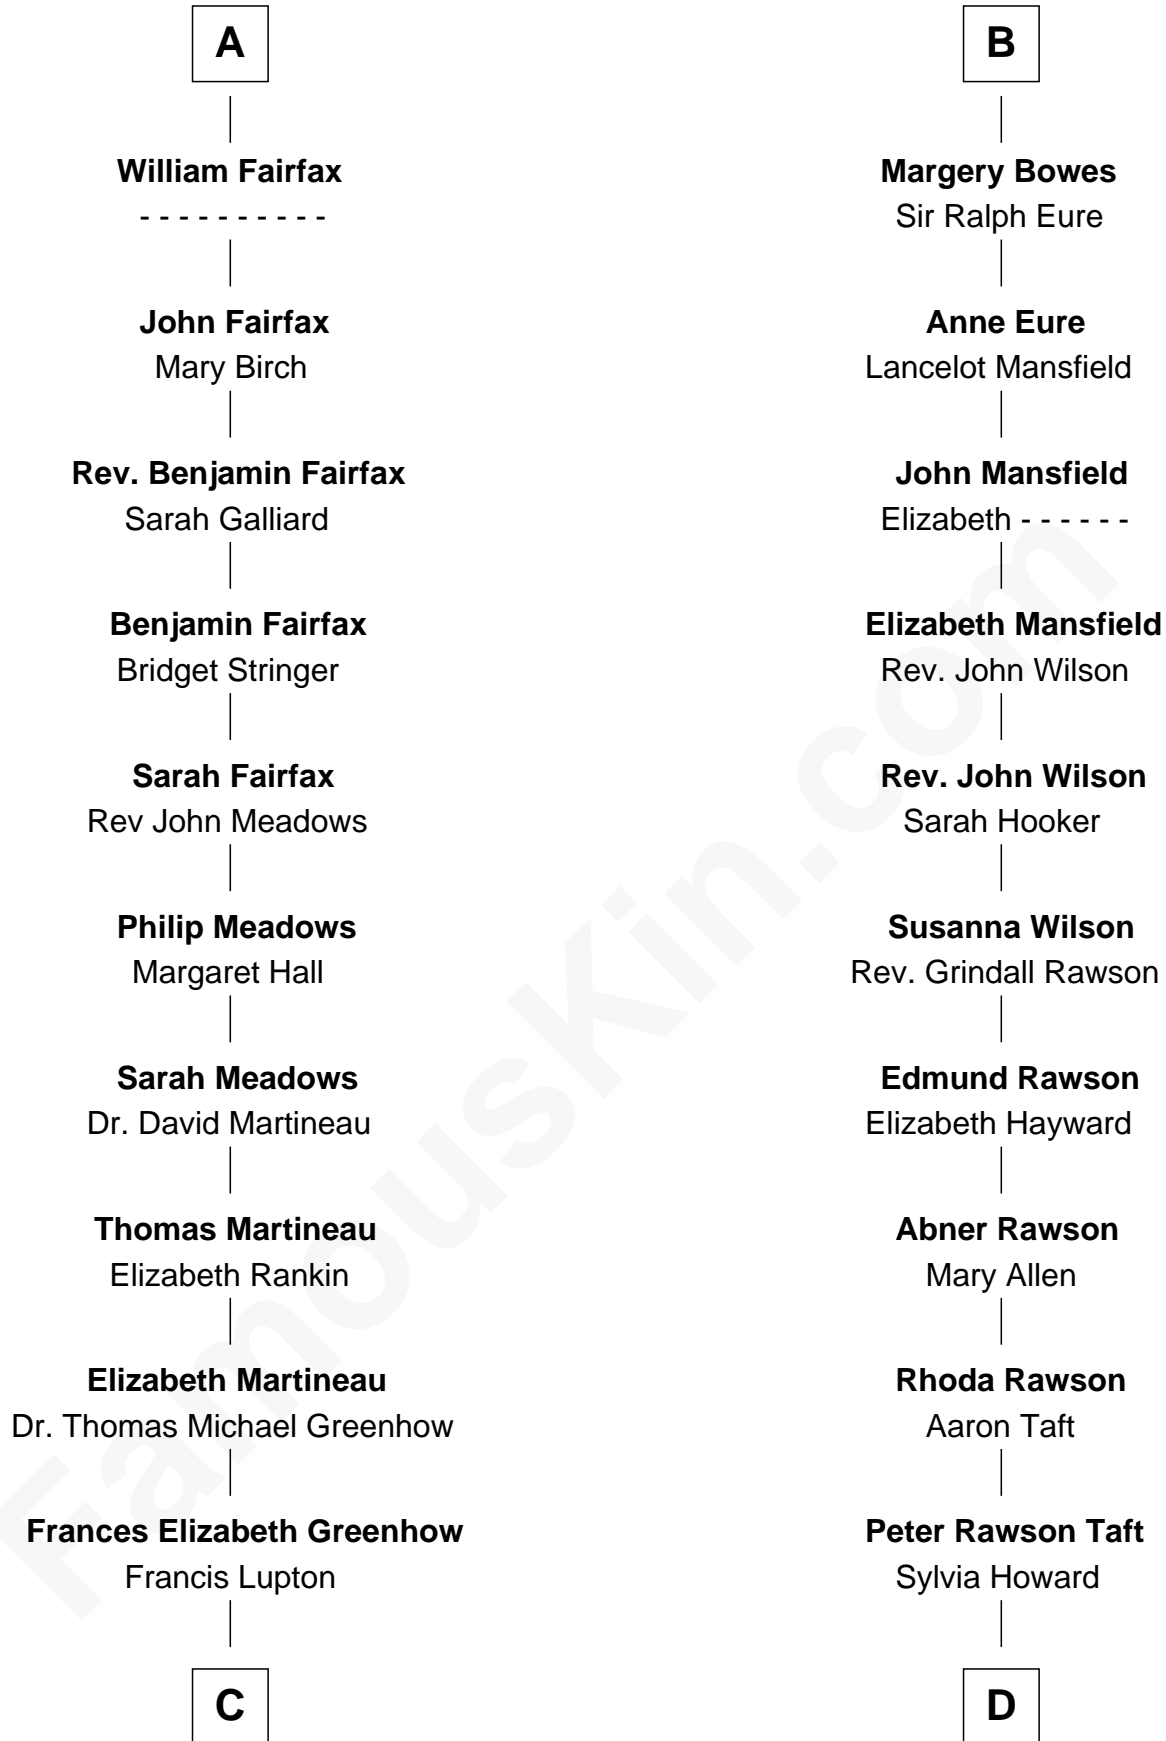 A
William Fairfax
- - - - - - - - - -
John Fairfax
Mary Birch
Rev. Benjamin Fairfax
Sarah Galliard
Benjamin Fairfax
Bridget Stringer
Sarah Fairfax
Rev John Meadows
Philip Meadows
Margaret Hall
Sarah Meadows
Dr. David Martineau
Thomas Martineau
Elizabeth Rankin
Elizabeth Martineau
Dr. Thomas Michael Greenhow
Frances Elizabeth Greenhow
Francis Lupton
C
B
Margery Bowes
Sir Ralph Eure
Anne Eure
Lancelot Mansfield
John Mansfield
Elizabeth - - - - - -
Elizabeth Mansfield
Rev. John Wilson
Rev. John Wilson
Sarah Hooker
Susanna Wilson
Rev. Grindall Rawson
Edmund Rawson
Elizabeth Hayward
Abner Rawson
Mary Allen
Rhoda Rawson
Aaron Taft
Peter Rawson Taft
Sylvia Howard
D
FamousKin.com